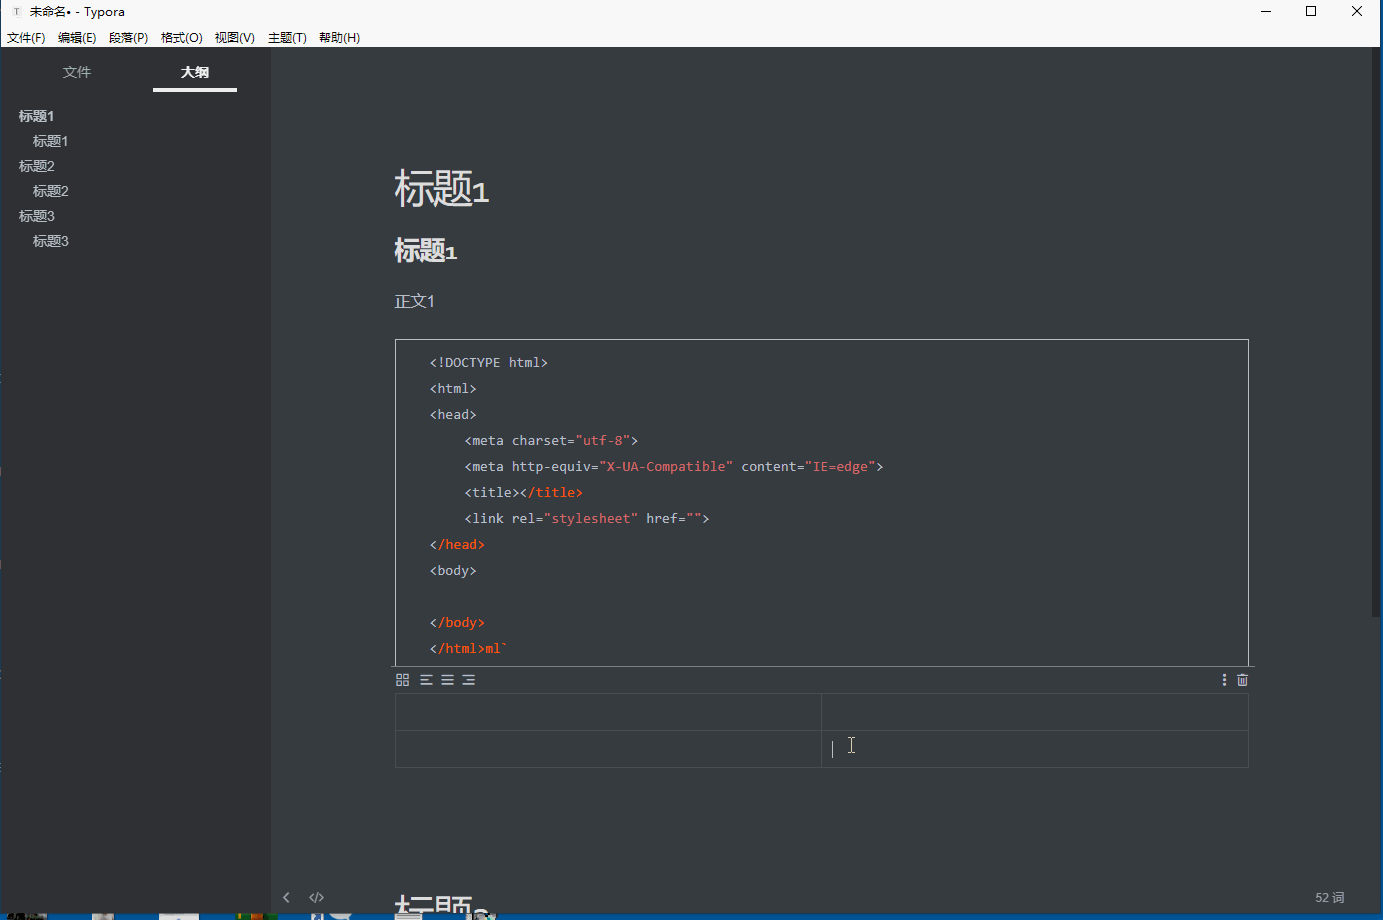 未命名• - Typora
文件(F) 编辑(E) 段落(P) 格式(O) 视图(V) 主题(T) 帮助(H)
文件 大纲
标题1
标题1
标题2
标题2
标题3
标题3
标题1
标题1
正文1
<!DOCTYPE html>
<html>
<head>
<meta charset="utf-8">
<meta http-equiv="X-UA-Compatible" content="IE=edge">
<title></title>
<link rel="stylesheet" href="">
</head>
<body>
</body>
</html>ml`
标题2
52 词